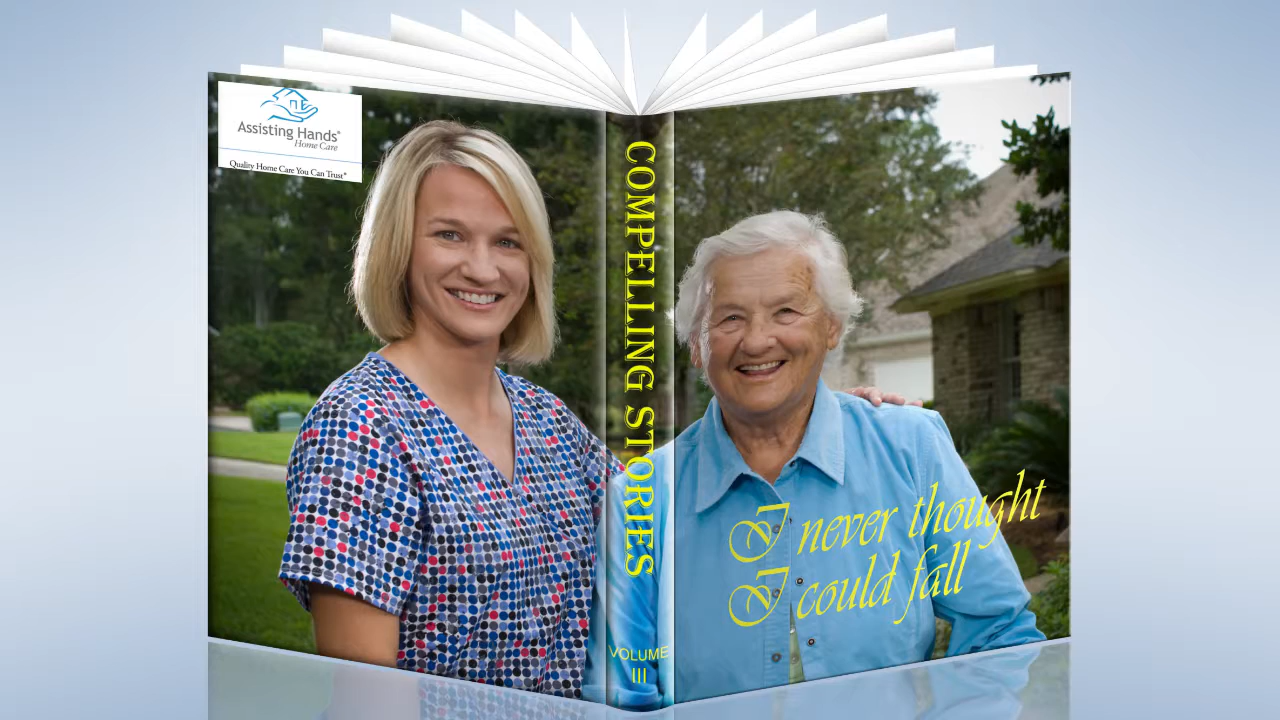 Assisting Hands®
Home Care
Quality Home Care You Can Trust®
COMPELLING STORIES
VOLUME
III
I never thought
I could fall